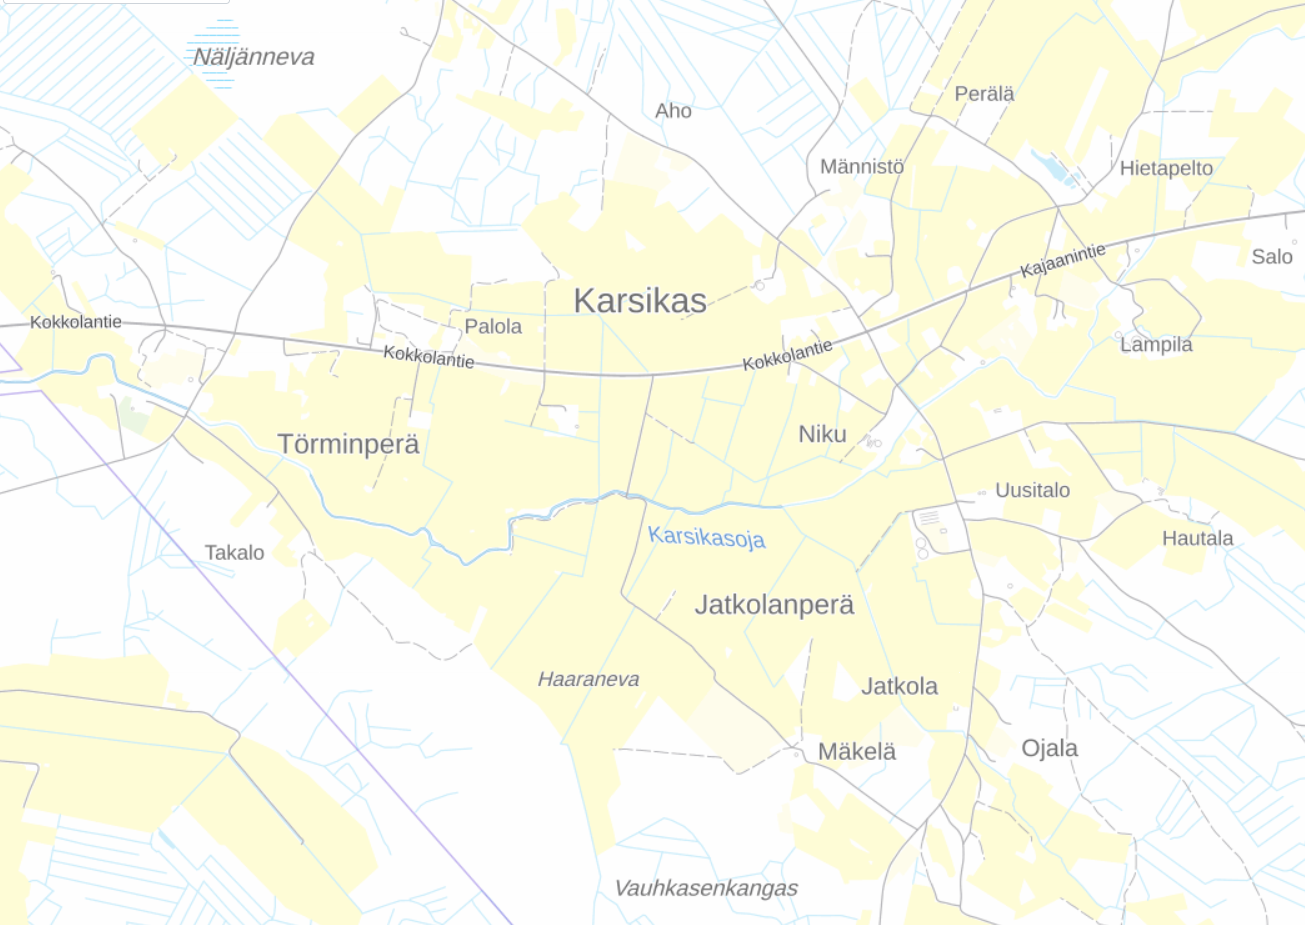 Näljänneva
Perälä
Aho
Männistö
Hietapelto
Salo
Kajaanintie
Karsikas
Kokkolantie
Palola
Lampila
Kokkolantie
Kokkolantie
Niku
Törminperä
Uusitalo
Karsikasoja
Hautala
Takalo
Jatkolanperä
Haaraneva
Jatkola
Mäkelä
Ojala
Vauhkasenkangas